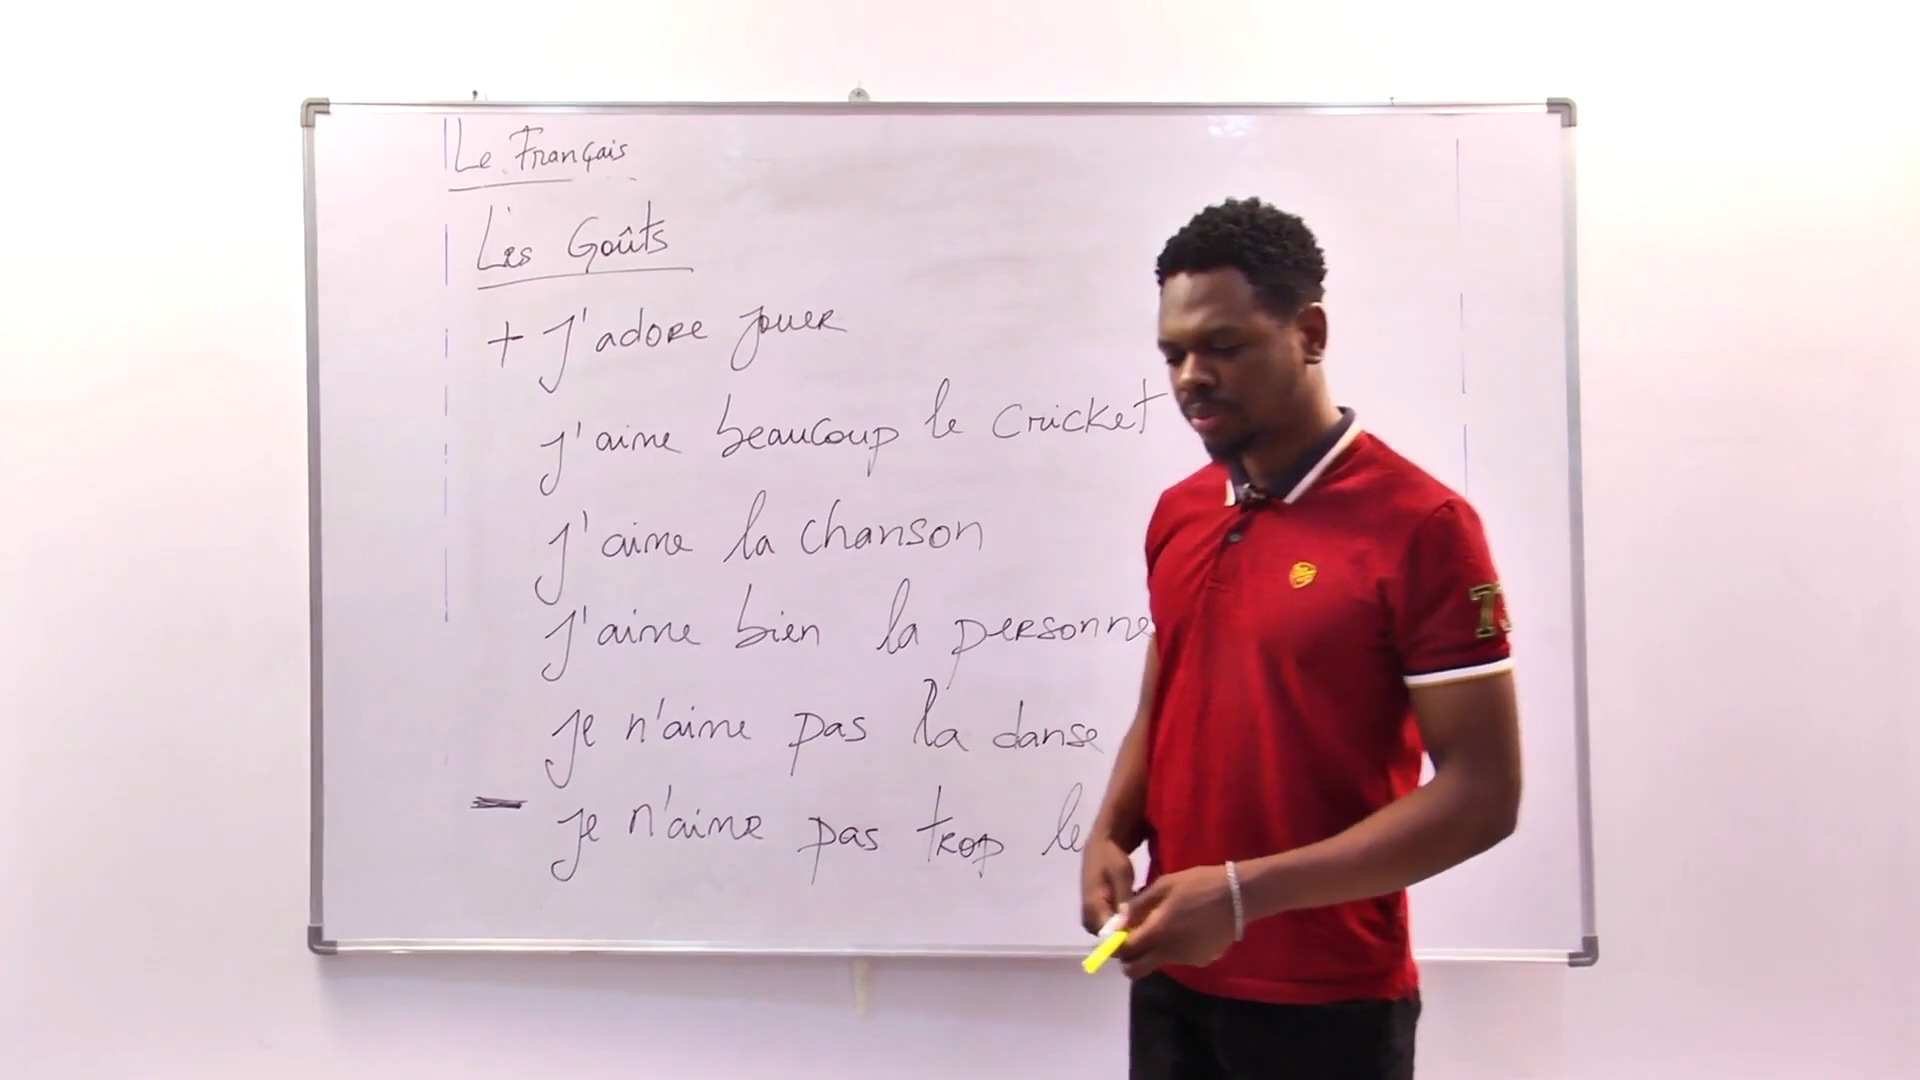 Le Français
Les Goûts
+ J'adore jouer
j'aime beaucoup le cricket
j'aime la chanson
j'aime bien la personne
je n'aime pas la danse
- je n'aime pas trop le